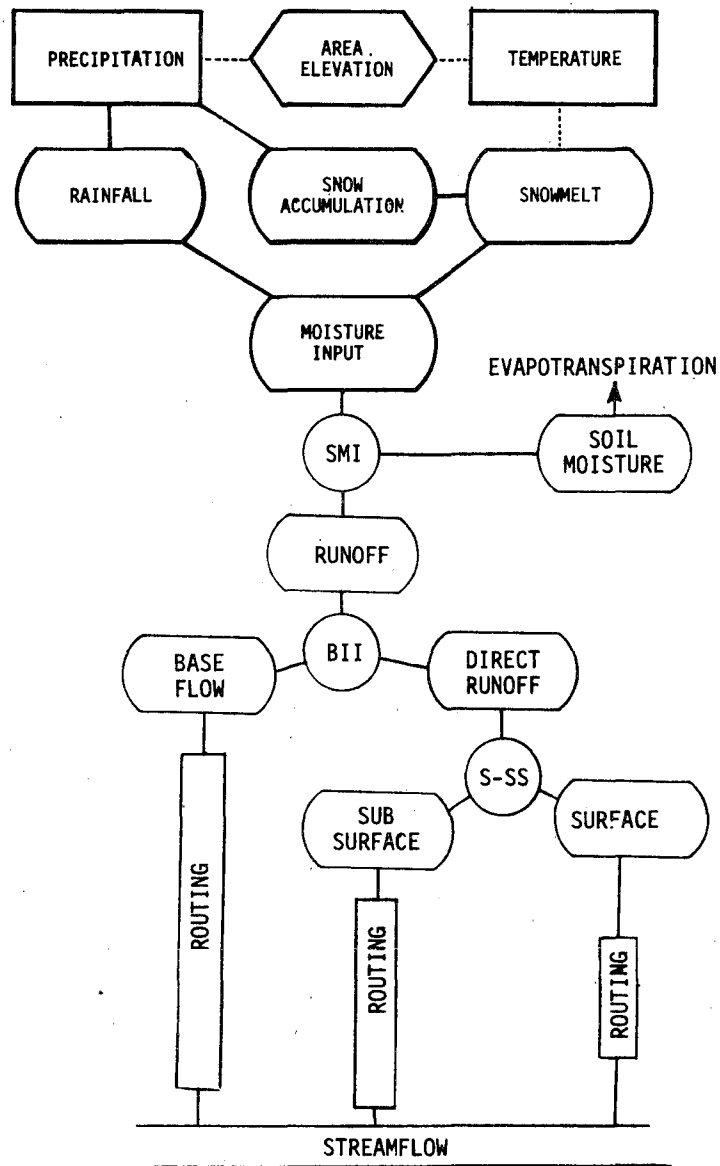 PRECIPITATION
AREA.
ELEVATION
TEMPERATURE
RAINFALL
SNOW
ACCUMULATION
SNOWMELT
MOISTURE
INPUT
EVAPOTRANSPIRATION
SMI
SOIL
MOISTURE
RUNOFF
BII
BASE
FLOW
DIRECT
RUNOFF
S-SS
SUB
SURFACE
SURFACE
ROUTING
ROUTING
ROUTING
STREAMFLOW